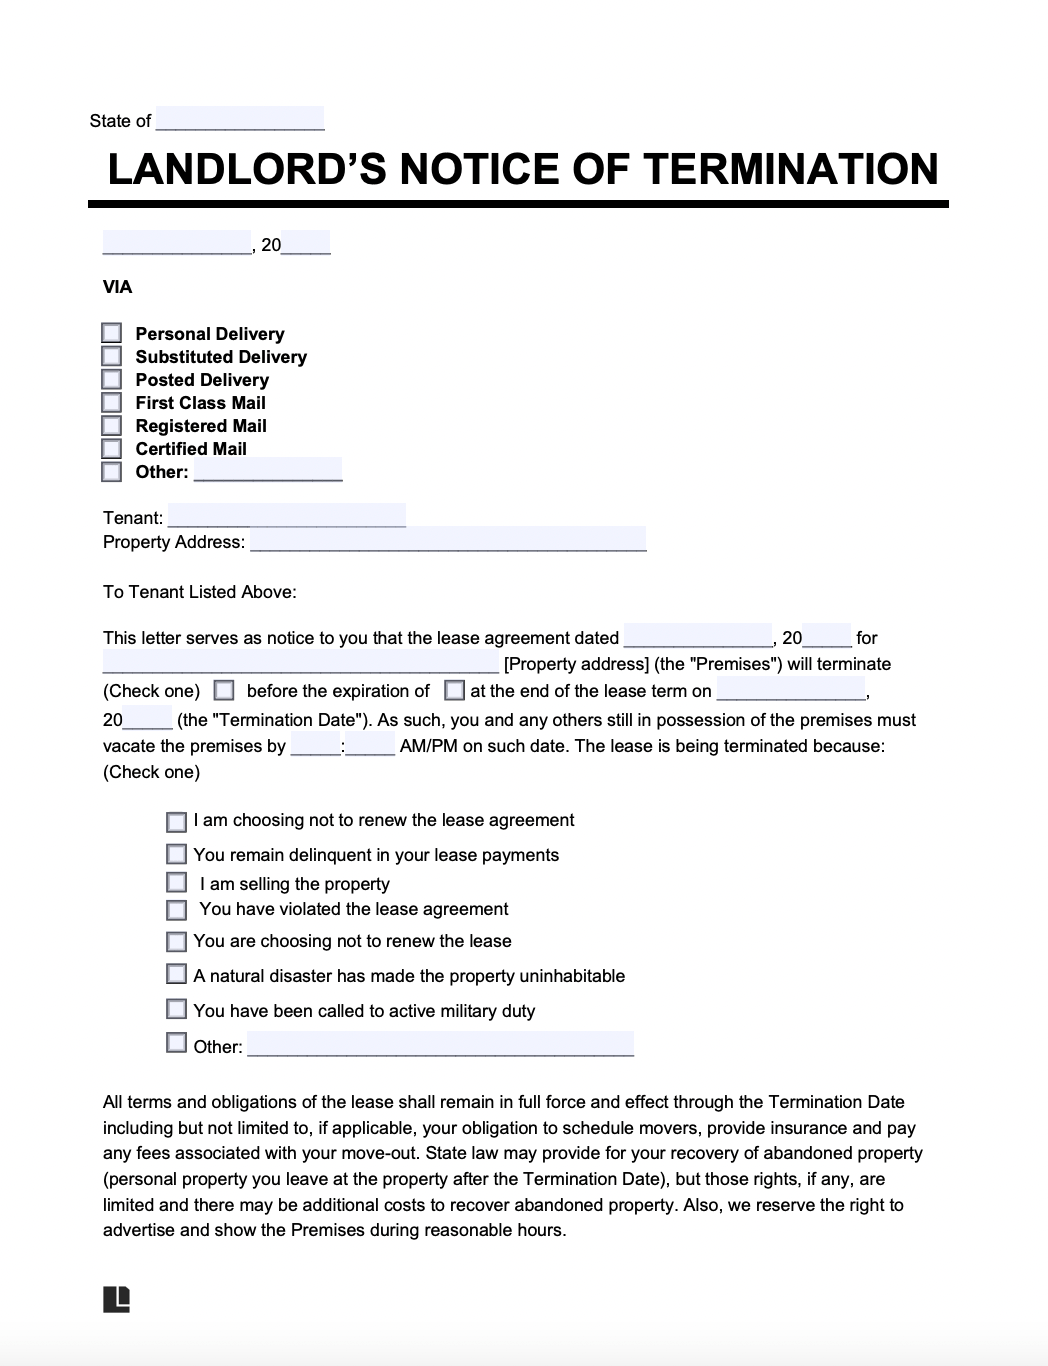 State of _________________
LANDLORD’S NOTICE OF TERMINATION
_______________, 20_____
VIA
Personal Delivery
Substituted Delivery
Posted Delivery
First Class Mail
Registered Mail
Certified Mail
Other: _______________
Tenant: ________________________
Property Address: ________________________________________
To Tenant Listed Above:
This letter serves as notice to you that the lease agreement dated _______________, 20_____ for
________________________________________ [Property address] (the "Premises") will terminate
(Check one) before the expiration of at the end of the lease term on _______________,
20_____ (the "Termination Date"). As such, you and any others still in possession of the premises must
vacate the premises by _____:_____ AM/PM on such date. The lease is being terminated because:
(Check one)
I am choosing not to renew the lease agreement
You remain delinquent in your lease payments
I am selling the property
You have violated the lease agreement
You are choosing not to renew the lease
A natural disaster has made the property uninhabitable
You have been called to active military duty
Other: _______________________________________
All terms and obligations of the lease shall remain in full force and effect through the Termination Date
including but not limited to, if applicable, your obligation to schedule movers, provide insurance and pay
any fees associated with your move-out. State law may provide for your recovery of abandoned property
(personal property you leave at the property after the Termination Date), but those rights, if any, are
limited and there may be additional costs to recover abandoned property. Also, we reserve the right to
advertise and show the Premises during reasonable hours.